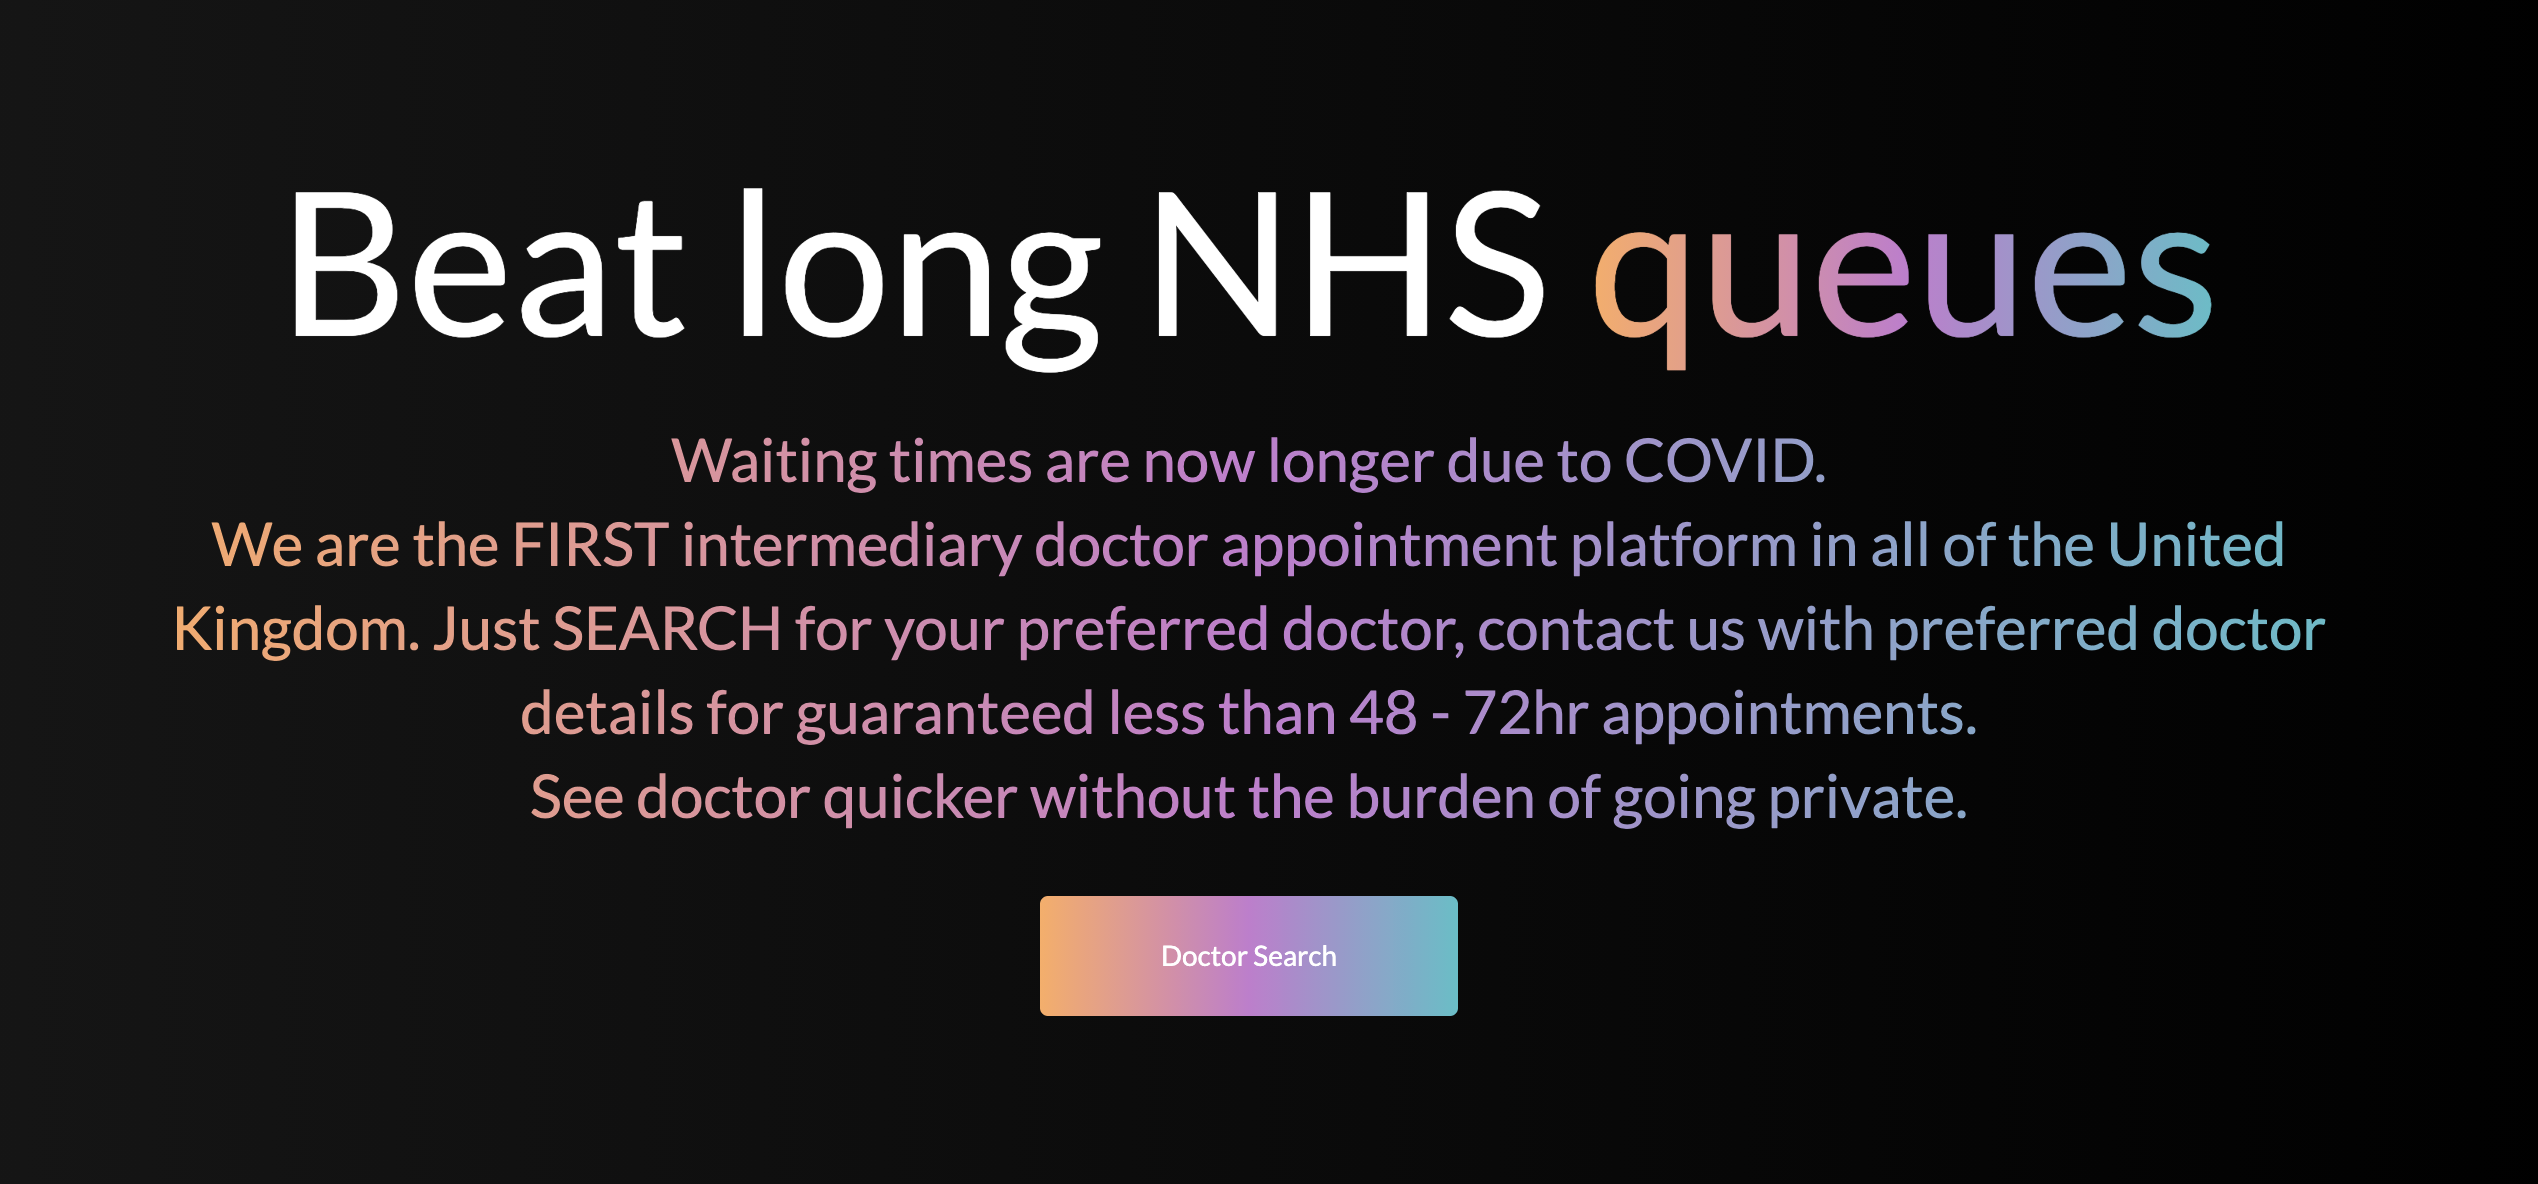 Beat long NHS queues
Waiting times are now longer due to COVID.
We are the FIRST intermediary doctor appointment platform in all of the United
Kingdom. Just SEARCH for your preferred doctor, contact us with preferred doctor
details for guaranteed less than 48 - 72hr appointments.
See doctor quicker without the burden of going private.
Doctor Search